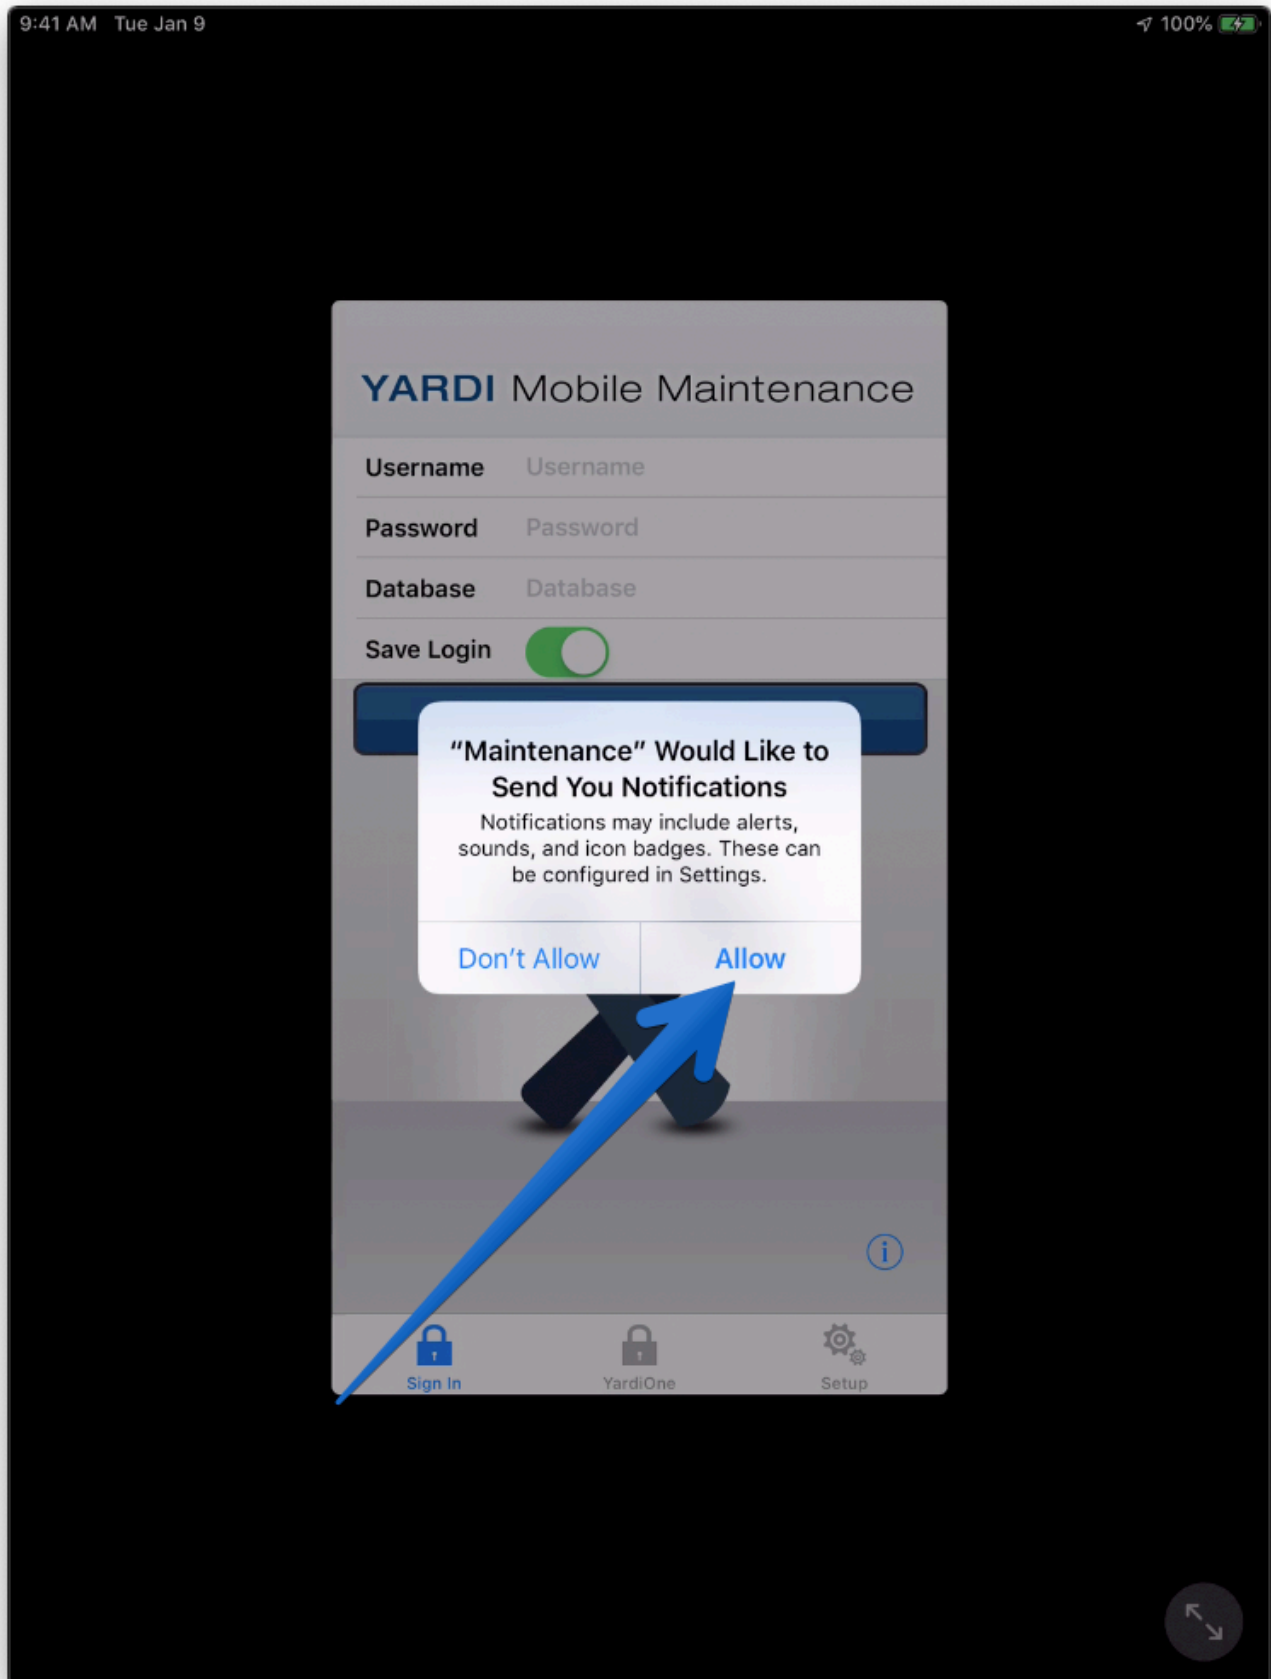 9:41 AM Tue Jan 9
100%
YARDI Mobile Maintenance
Username Username
Password Password
Database Database
Save Login
“Maintenance” Would Like to
Send You Notifications
Notifications may include alerts,
sounds, and icon badges. These can
be configured in Settings.
Don’t Allow Allow
i
Sign In YardiOne Setup